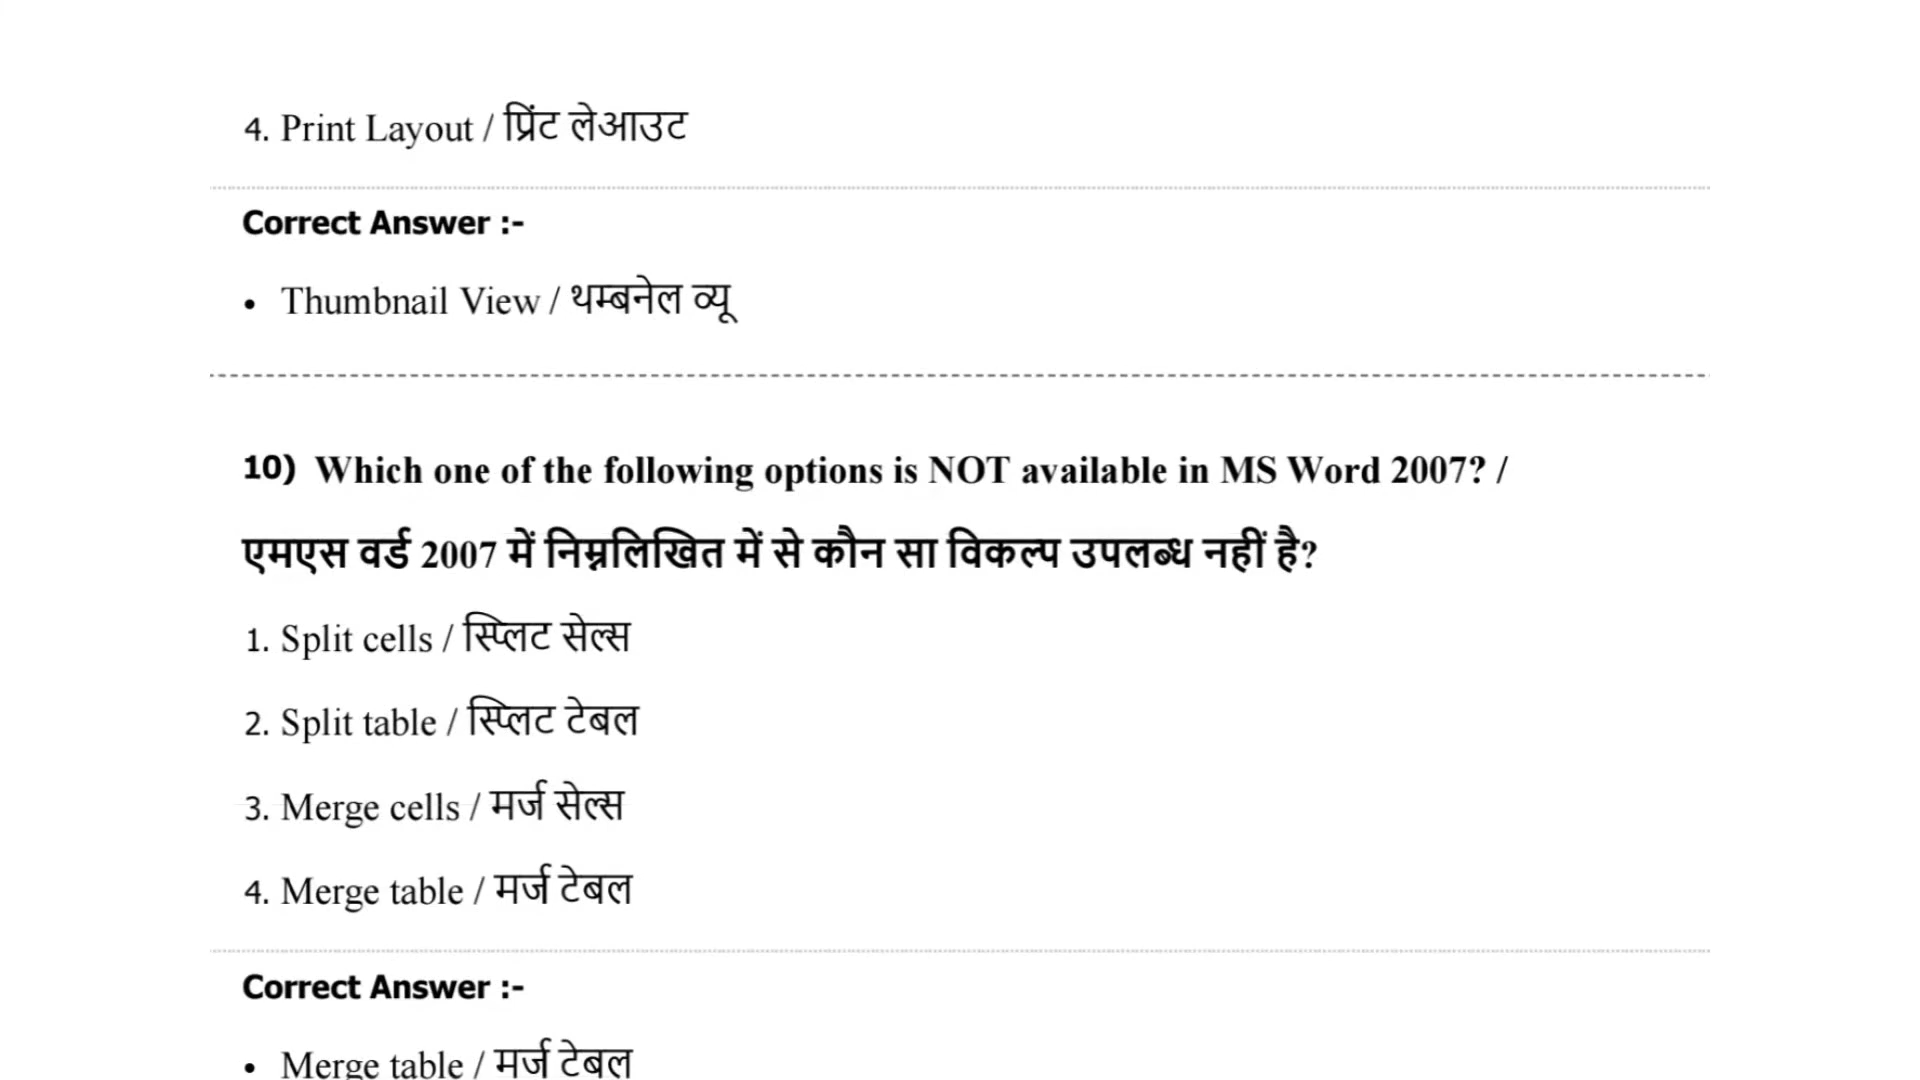 4. Print Layout / प्रिंट लेआउट
Correct Answer :-
• Thumbnail View / थम्बनेल व्यू
10) Which one of the following options is NOT available in MS Word 2007? /
एमएस वर्ड 2007 में निम्नलिखित में से कौन सा विकल्प उपलब्ध नहीं है?
1. Split cells / स्प्लिट सेल्स
2. Split table / स्प्लिट टेबल
3. Merge cells / मर्ज सेल्स
4. Merge table / मर्ज टेबल
Correct Answer :-
• Merge table / मर्ज टेबल